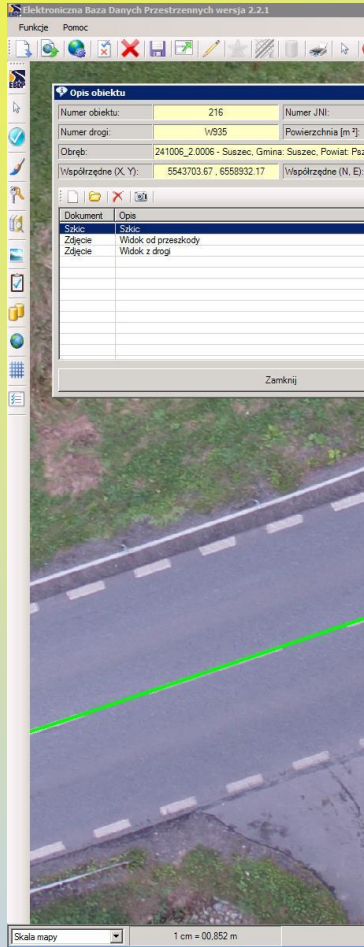 Elektroniczna Baza Danych Przestrzennych wersja 2.2.1
Funkcje Pomoc
Opis obiektu
Numer obiektu: 216 Numer JNI:
Numer drogi: W935 Powierzchnia [m ²]:
Obręb: 241006_2.0006 - Suszec, Gmina: Suszec, Powiat: Psz
Współrzędne (X, Y): 5543703.67 , 6558932.17 Współrzędne (N, E):
Dokument Opis
Szkic Szkic
Zdjęcie Widok od przeszkody
Zdjęcie Widok z drogi
Zamknij
Skala mapy 1 cm = 00,852 m